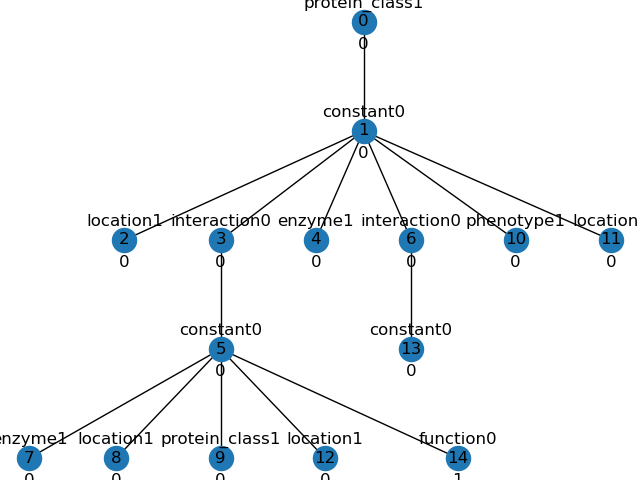 protein_class1
0
0
constant0
1
0
location1 interaction0 enzyme1 interaction0 phenotype1 location
2 3 4 6 10 11
0 0 0 0 0 0
constant0 constant0
5 13
0 0
enzyme1 location1 protein_class1 location1 function0
7 8 9 12 14
0 0 0 0 1